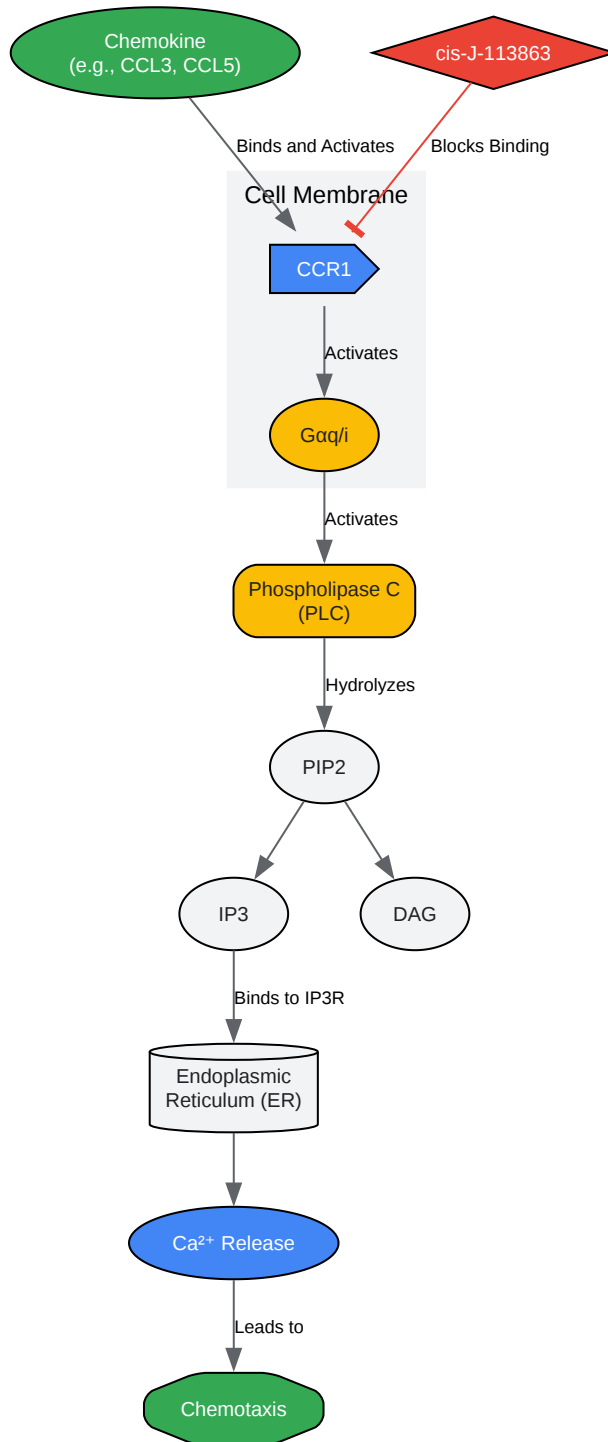 Chemokine
(e.g., CCL3, CCL5)
cis-J-113863
Binds and Activates
Blocks Binding
Cell Membrane
CCR1
Activates
Gαq/i
Activates
Phospholipase C
(PLC)
Hydrolyzes
PIP2
IP3
DAG
Binds to IP3R
Endoplasmic
Reticulum (ER)
Ca²⁺ Release
Leads to
Chemotaxis